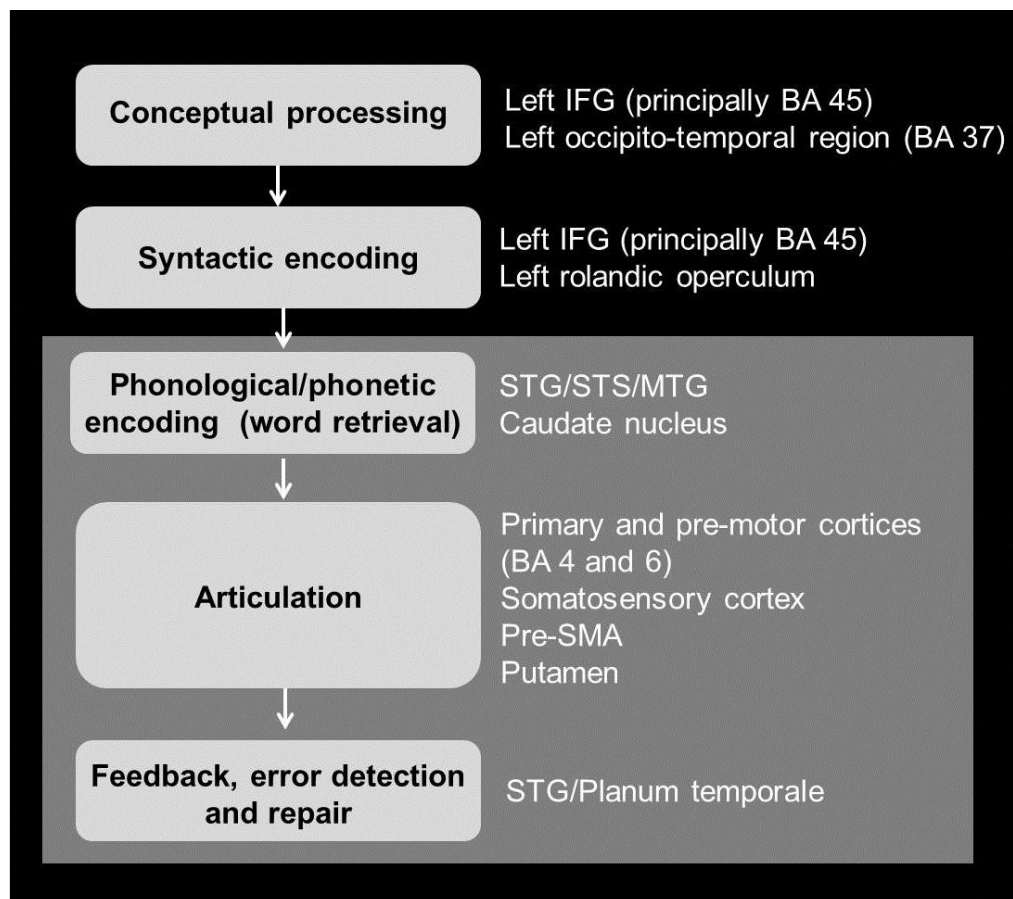 Conceptual processing
Left IFG (principally BA 45)
Left occipito-temporal region (BA 37)
Syntactic encoding
Left IFG (principally BA 45)
Left rolandic operculum
Phonological/phonetic
encoding (word retrieval)
STG/STS/MTG
Caudate nucleus
Articulation
Primary and pre-motor cortices
(BA 4 and 6)
Somatosensory cortex
Pre-SMA
Putamen
Feedback, error detection
and repair
STG/Planum temporale